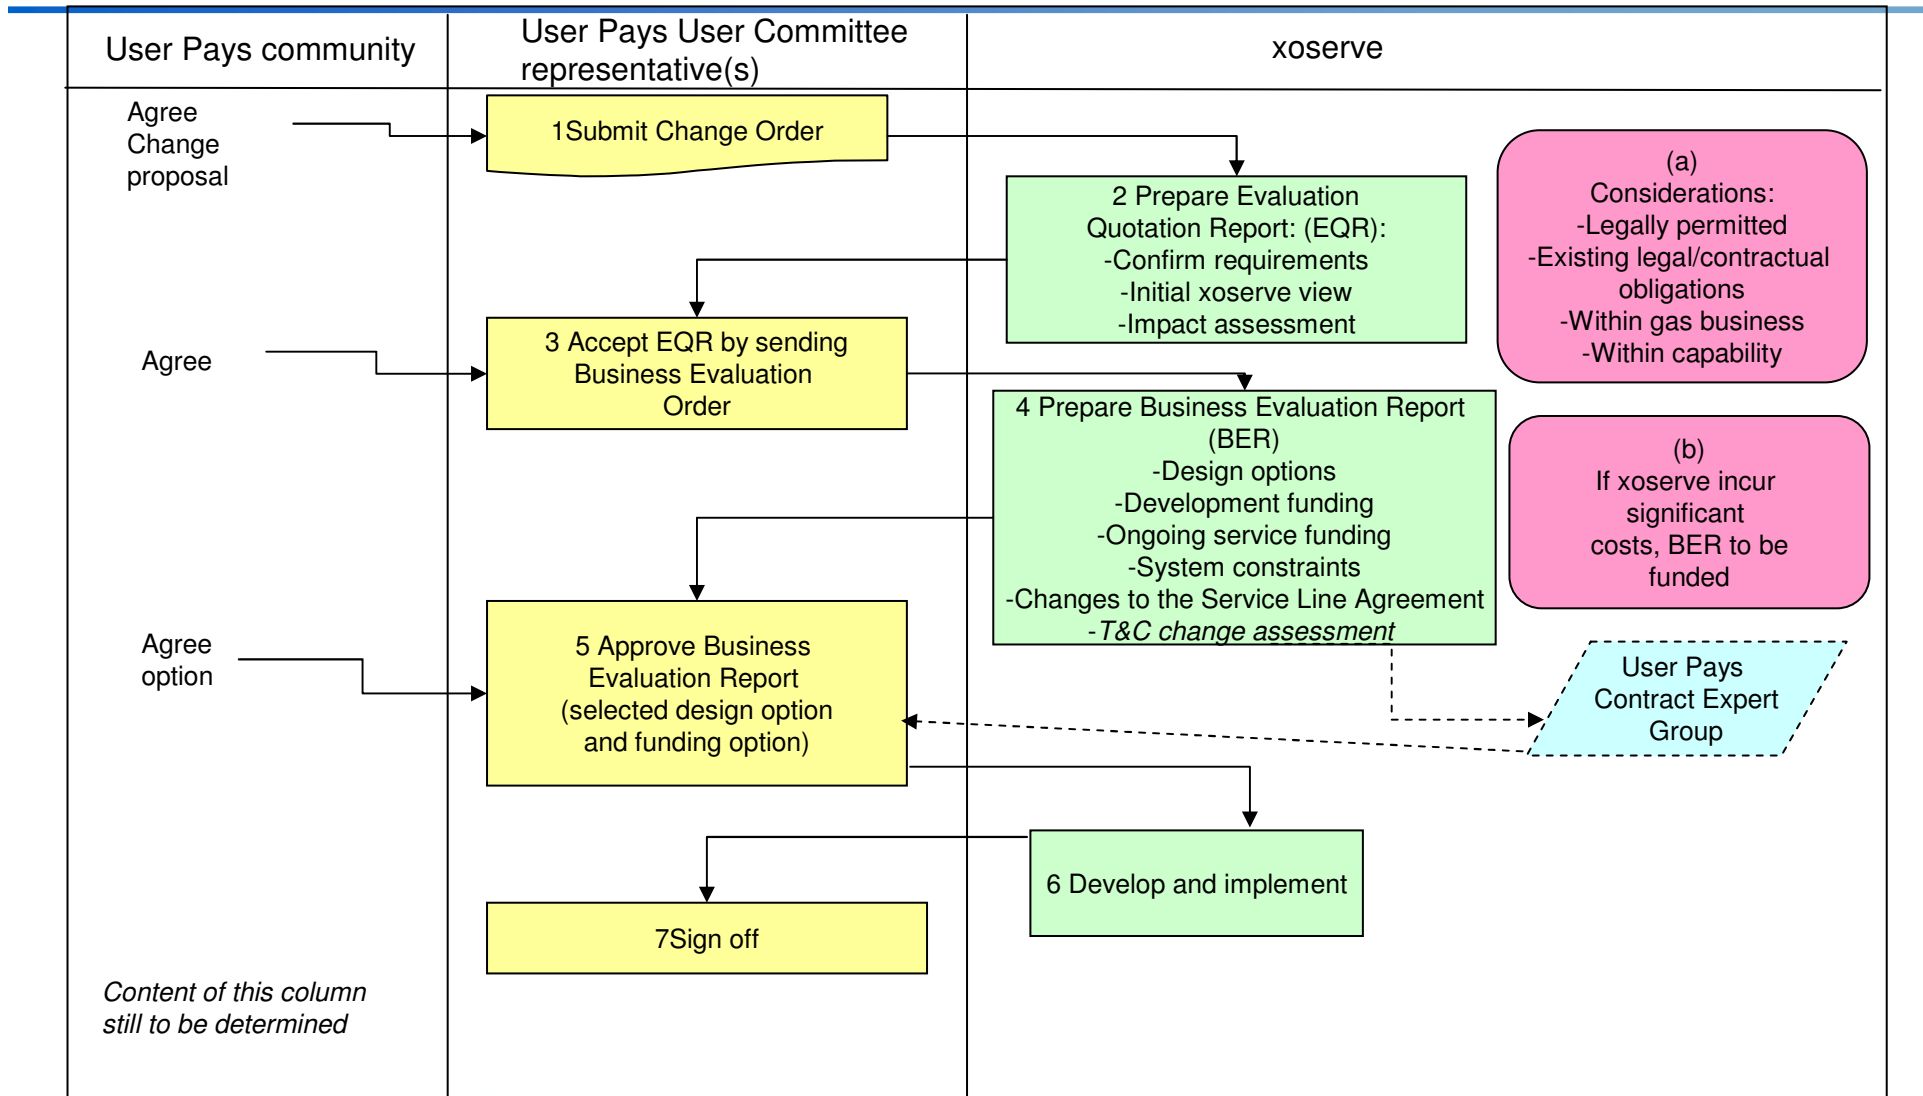 User Pays community
User Pays User Committee
representative(s)
xoserve
Agree
Change
proposal
1Submit Change Order
2 Prepare Evaluation
Quotation Report: (EQR):
-Confirm requirements
-Initial xoserve view
-Impact assessment
(a)
Considerations:
-Legally permitted
-Existing legal/contractual
obligations
-Within gas business
-Within capability
Agree
3 Accept EQR by sending
Business Evaluation
Order
4 Prepare Business Evaluation Report
(BER)
-Design options
-Development funding
-Ongoing service funding
-System constraints
-Changes to the Service Line Agreement
-T&C change assessment
(b)
If xoserve incur
significant
costs, BER to be
funded
Agree
option
5 Approve Business
Evaluation Report
(selected design option
and funding option)
User Pays
Contract Expert
Group
6 Develop and implement
7Sign off
Content of this column
still to be determined